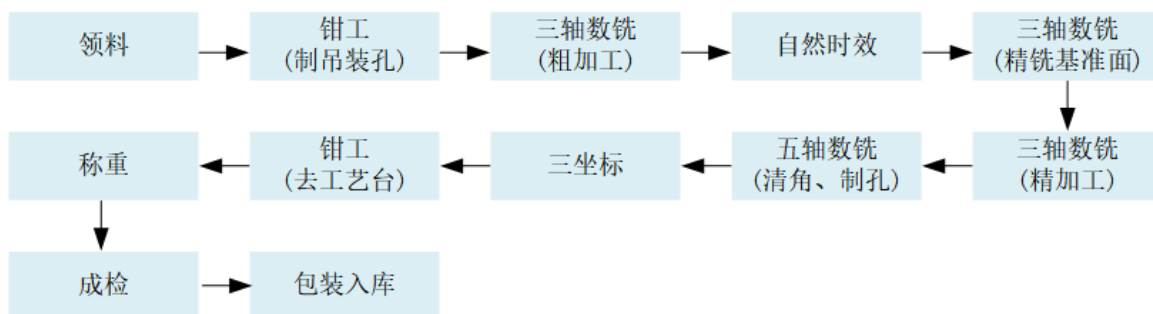 领料
钳工
(制吊装孔)
三轴数铣
(粗加工)
自然时效
三轴数铣
(精铣基准面)
三轴数铣
(精加工)
五轴数铣
(清角、制孔)
三坐标
钳工
(去工艺台)
称重
成检
包装入库